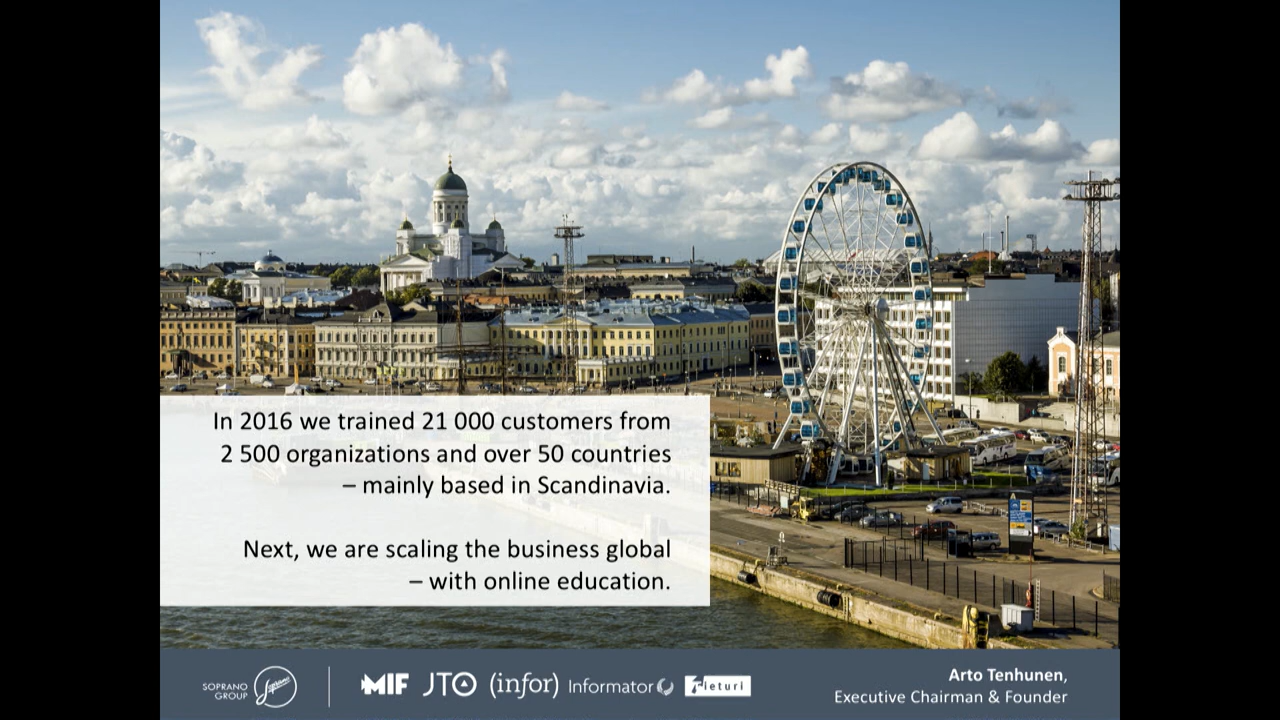 In 2016 we trained 21 000 customers from
2 500 organizations and over 50 countries
– mainly based in Scandinavia.
Next, we are scaling the business global
– with online education.
SOPRANO
GROUP
Soprano
MIF
JTO
(infor)
Informator
Tieturi
Arto Tenhunen,
Executive Chairman & Founder